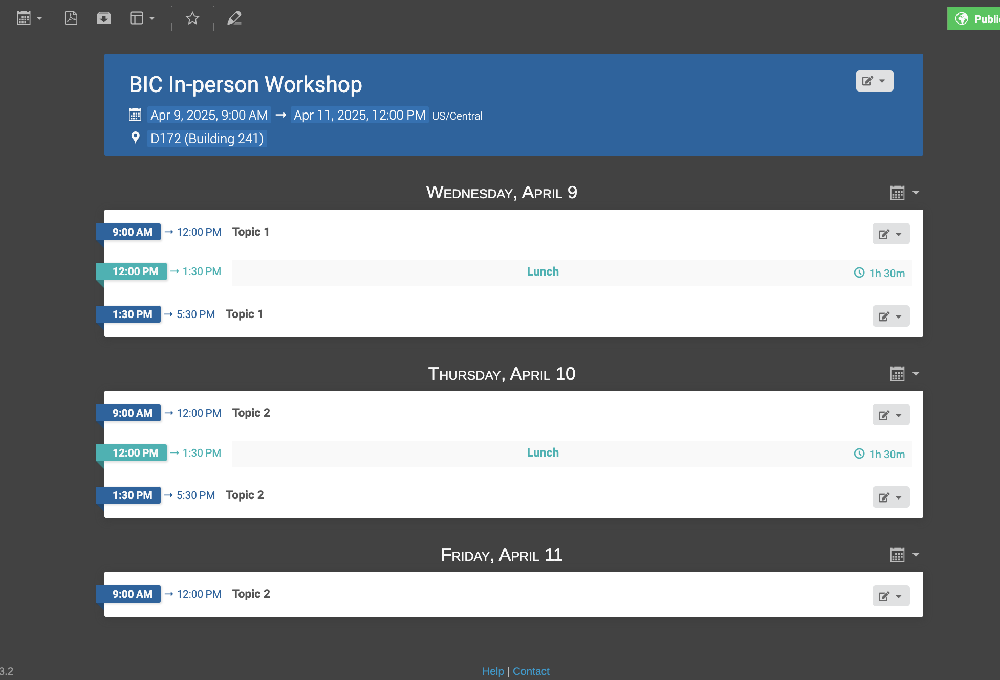 Publi
BIC In-person Workshop
Apr 9, 2025, 9:00 AM → Apr 11, 2025, 12:00 PM US/Central
D172 (Building 241)
Wednesday, April 9
9:00 AM → 12:00 PM Topic 1
12:00 PM → 1:30 PM Lunch 1h 30m
1:30 PM → 5:30 PM Topic 1
Thursday, April 10
9:00 AM → 12:00 PM Topic 2
12:00 PM → 1:30 PM Lunch 1h 30m
1:30 PM → 5:30 PM Topic 2
Friday, April 11
9:00 AM → 12:00 PM Topic 2
3.2 Help | Contact